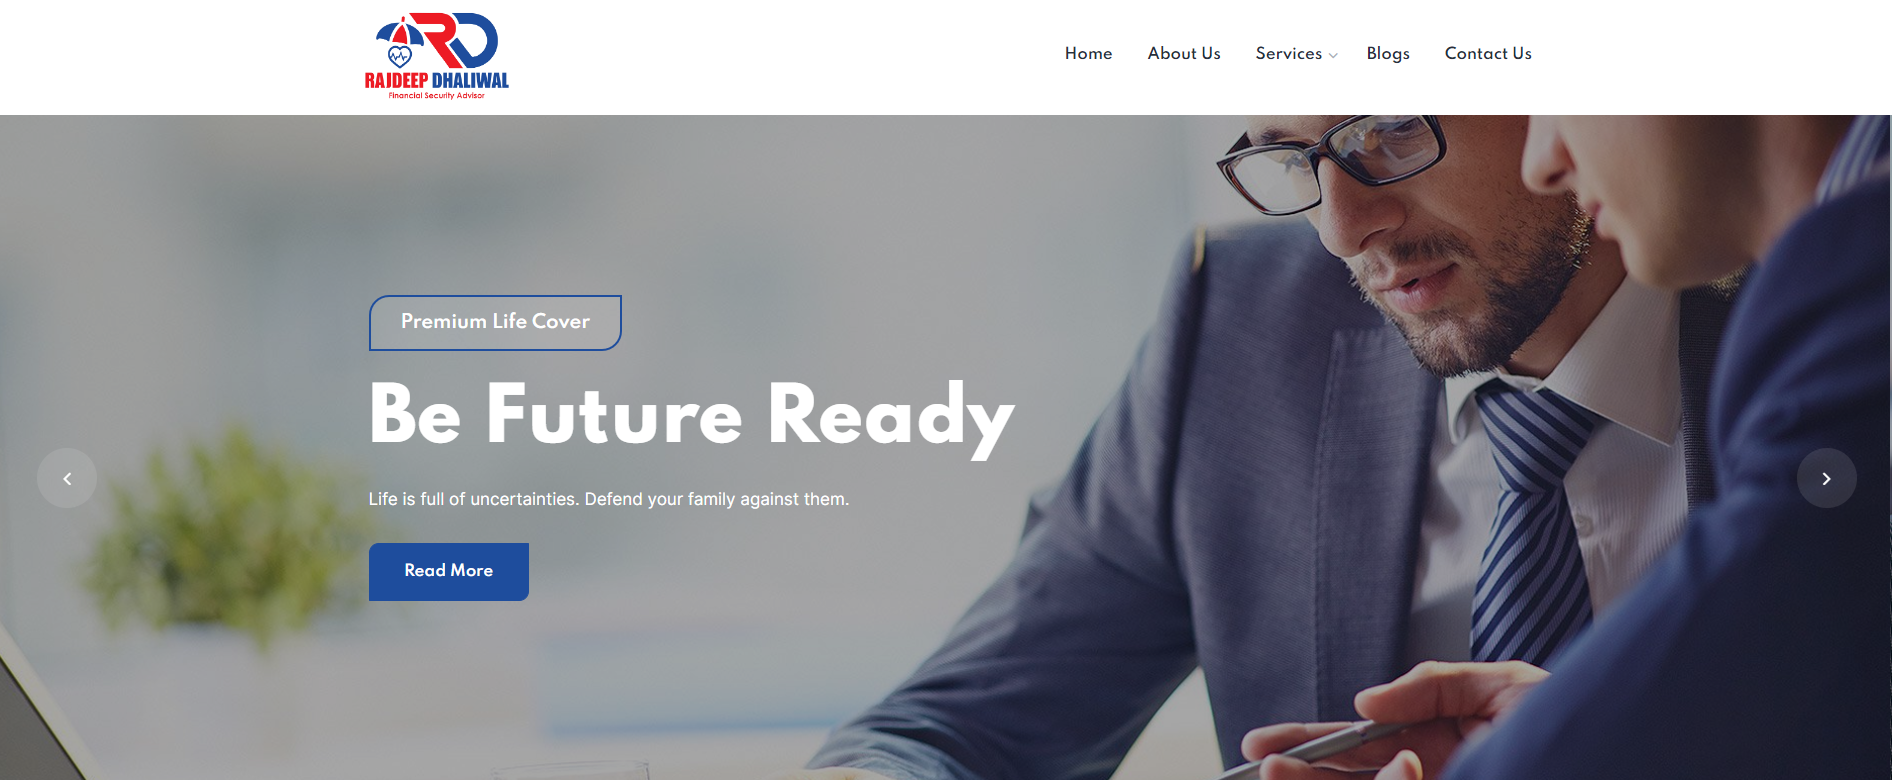 RD
RAJDEEP DHALIWAL
Financial Security Advisor
Home About Us Services Blogs Contact Us
Premium Life Cover
Be Future Ready
Life is full of uncertainties. Defend your family against them.
Read More